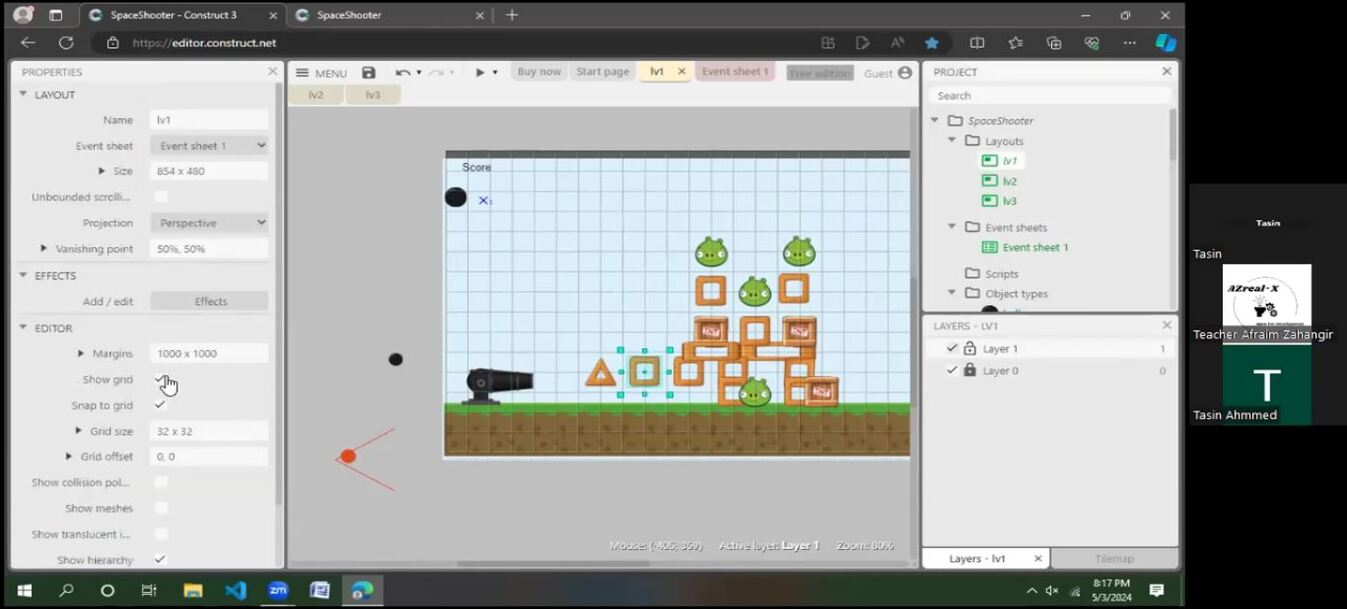 SpaceShooter - Construct 3
SpaceShooter
https://editor.construct.net
PROPERTIES
LAYOUT
Name
lv1
Event sheet
Event sheet 1
Size
854 x 480
Unbounded scrolli...
Projection
Perspective
Vanishing point
50%, 50%
EFFECTS
Add / edit
Effects
EDITOR
Margins
1000 x 1000
Show grid
Snap to grid
Grid size
32 x 32
Grid offset
0, 0
Show collision pol...
Show meshes
Show translucent i...
Show hierarchy
MENU
Buy now
Start page
lv1
Event sheet 1
Free edition
Guest
lv2
lv3
Score
X:
TNT
TNT
TNT
Mouse: (-405, 359)
Active layer: Layer 1
Zoom: 80%
PROJECT
Search
SpaceShooter
Layouts
lv1
lv2
lv3
Event sheets
Event sheet 1
Scripts
Object types
LAYERS - LV1
Layer 1
1
Layer 0
0
Layers - lv1
Tilemap
Tasin
Tasin
AZreal-X
Teacher Afraim Zahangir
T
Tasin Ahmmed
zm
8:17 PM
5/3/2024